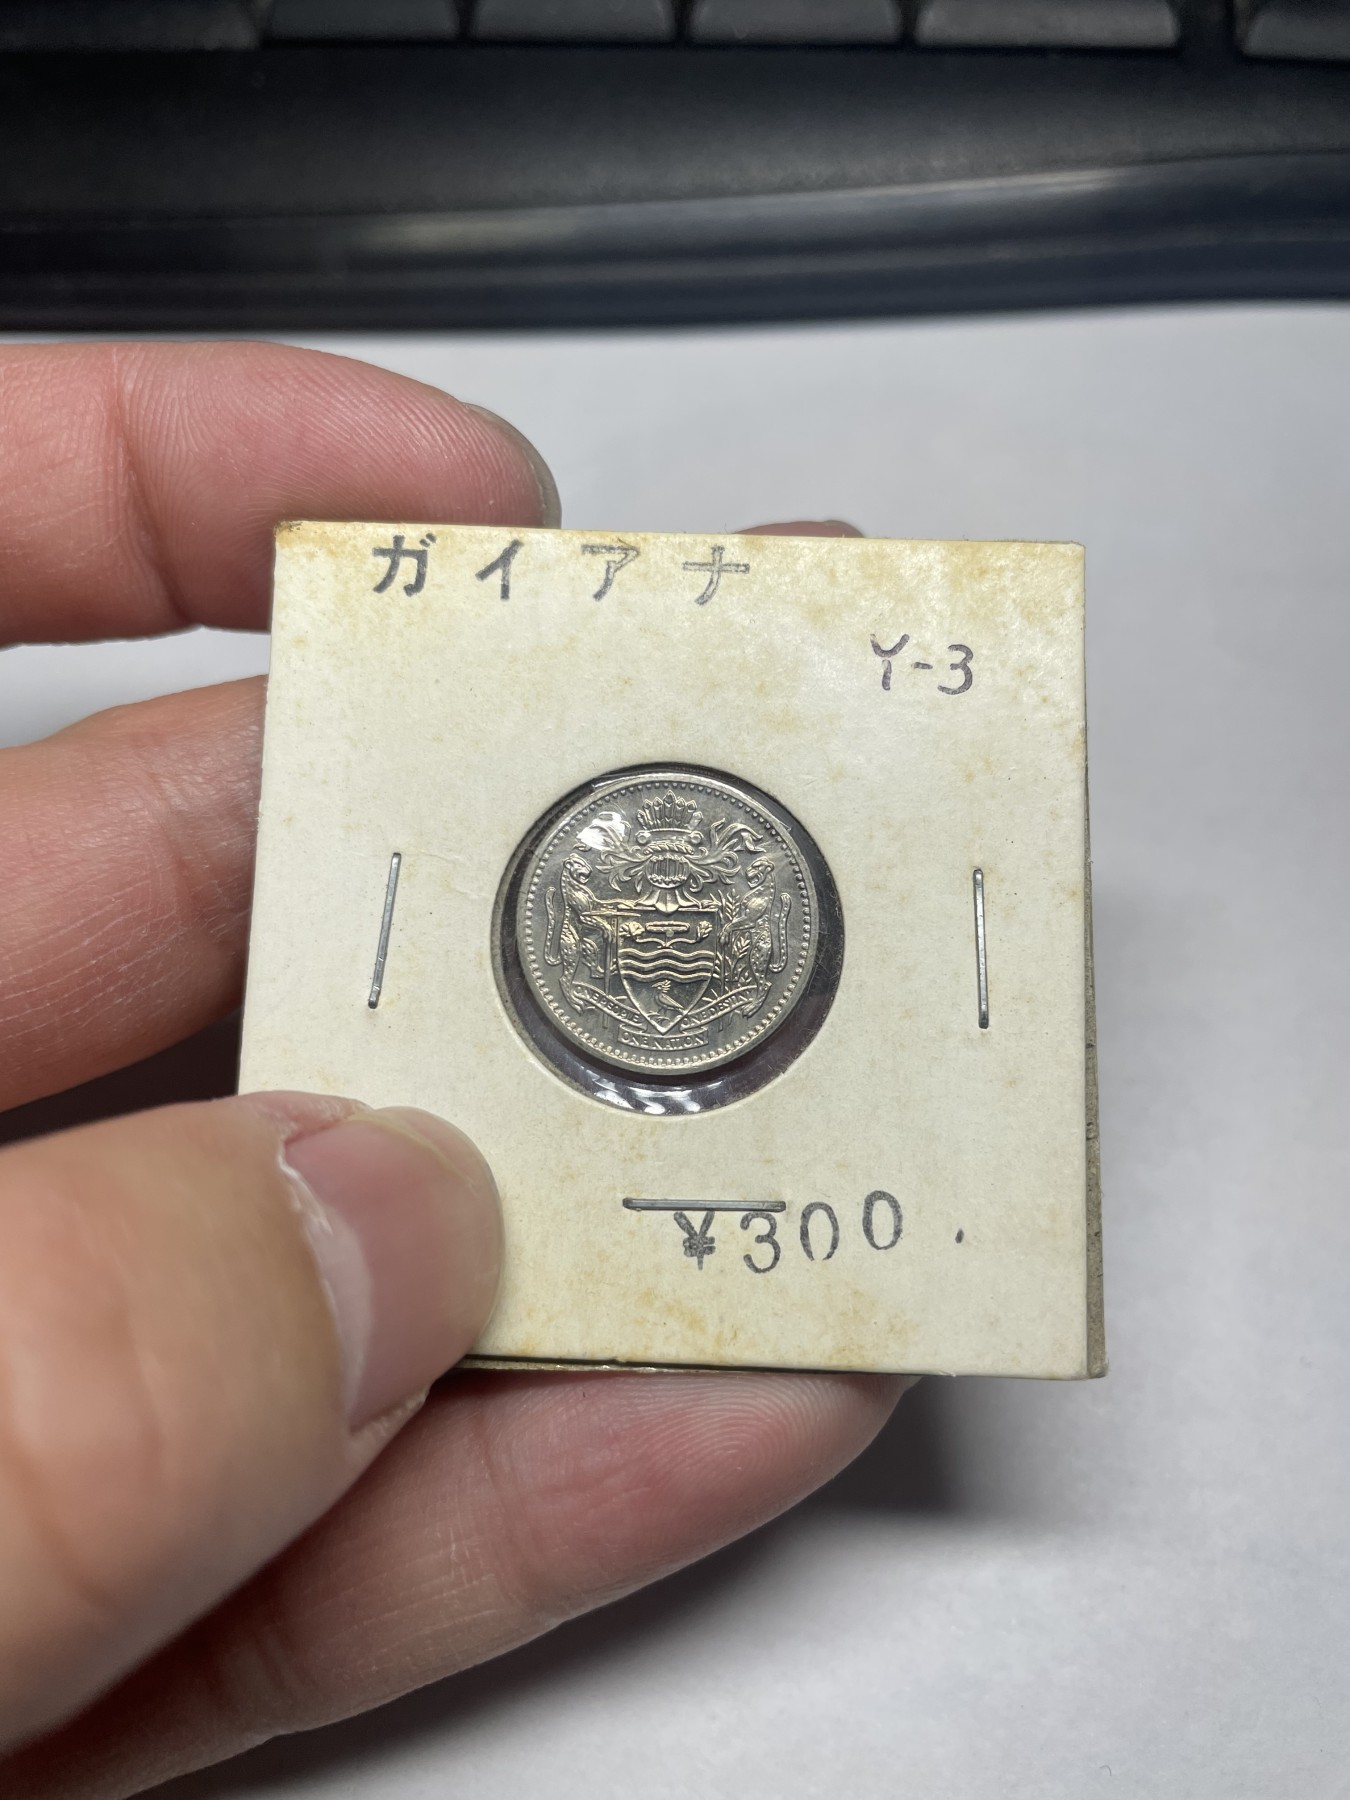 ガイアナ
Y-3
ONE PEOPLE
ONE NATION
ONE DESTINY
¥300.